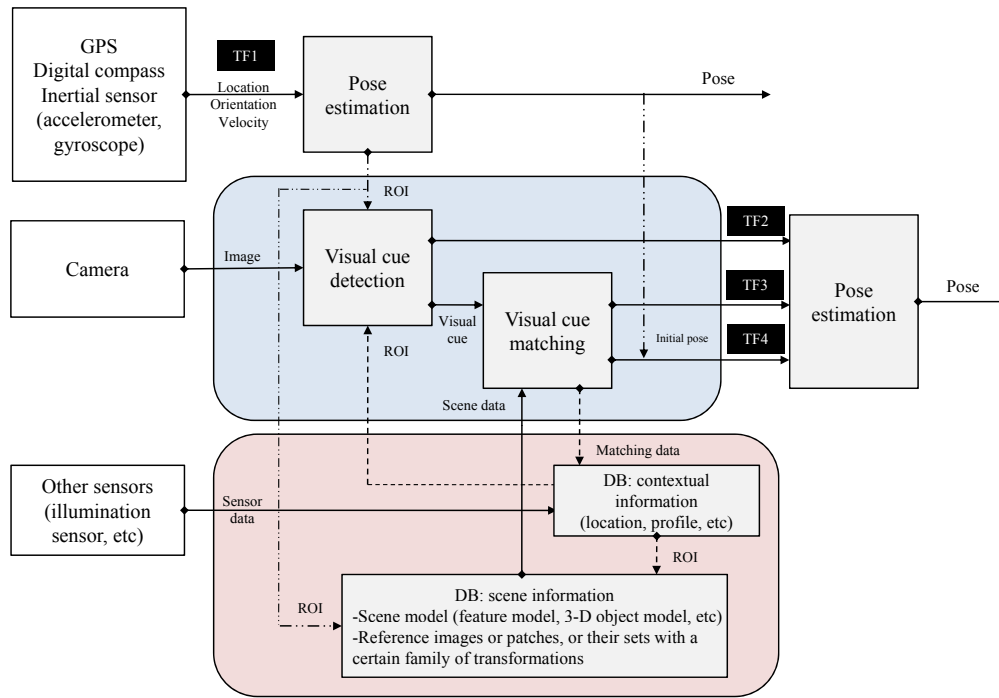 GPS
Digital compass
Inertial sensor
(accelerometer,
gyroscope)
TF1
Location
Orientation
Velocity
Pose
estimation
Pose
ROI
Camera
Image
Visual cue
detection
TF2
Visual
cue
Visual cue
matching
TF3
Initial pose
TF4
Pose
estimation
Pose
ROI
Scene data
Matching data
Other sensors
(illumination
sensor, etc)
Sensor
data
DB: contextual
information
(location, profile, etc)
ROI
ROI
DB: scene information
-Scene model (feature model, 3-D object model, etc)
-Reference images or patches, or their sets with a
certain family of transformations